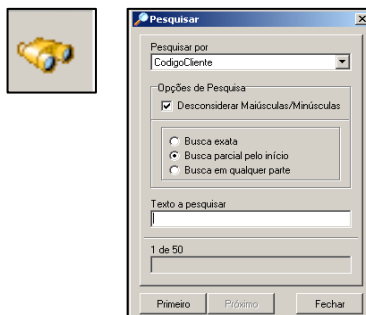 Pesquisar
Pesquisar por
CodigoCliente
Opções de Pesquisa
Desconsiderar Maiúsculas/Minúsculas
Busca exata
Busca parcial pelo início
Busca em qualquer parte
Texto a pesquisar
1 de 50
Primeiro Próximo Fechar